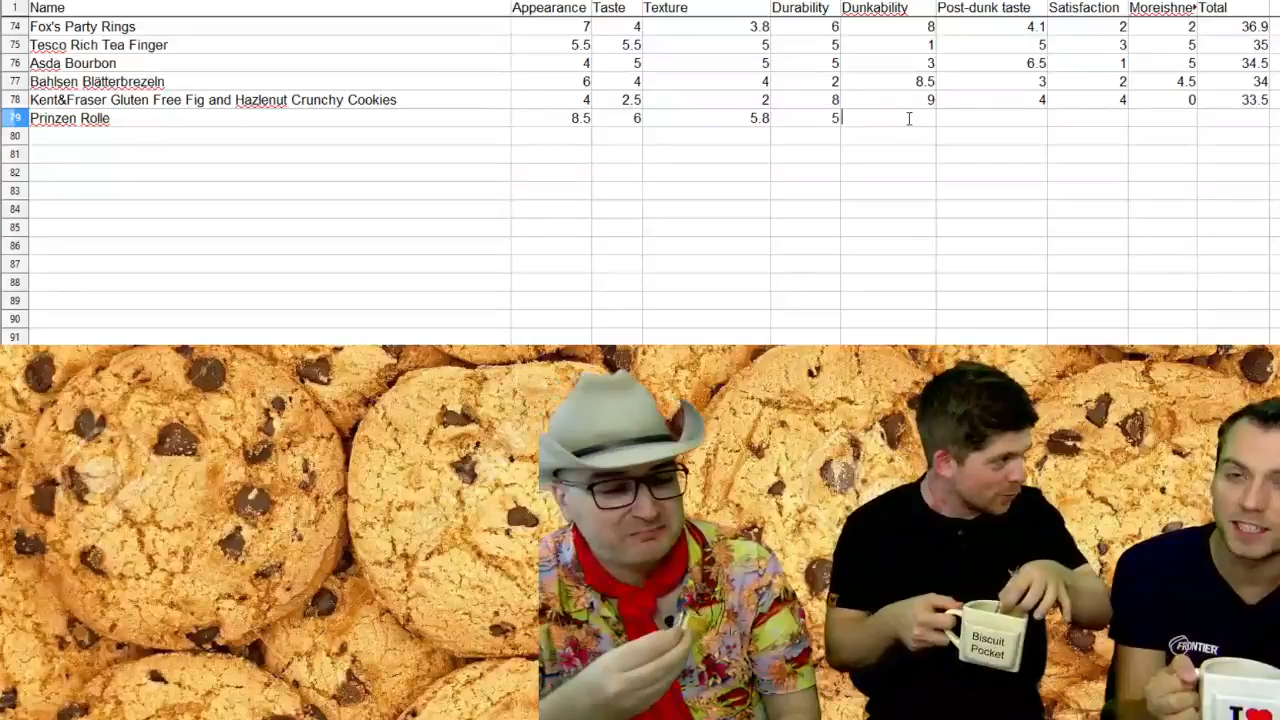 1 Name Appearance Taste Texture Durability Dunkability Post-dunk taste Satisfaction Moreishne Total
74 Fox's Party Rings 7 4 3.8 6 8 4.1 2 2 36.9
75 Tesco Rich Tea Finger 5.5 5.5 5 5 1 5 3 5 35
76 Asda Bourbon 4 5 5 5 3 6.5 1 5 34.5
77 Bahlsen Blätterbrezeln 6 4 4 2 8.5 3 2 4.5 34
78 Kent&Fraser Gluten Free Fig and Hazlenut Crunchy Cookies 4 2.5 2 8 9 4 4 0 33.5
79 Prinzen Rolle 8.5 6 5.8 5
80
81
82
83
84
85
86
87
88
89
90
91
Biscuit
Pocket
FRONTIER
I